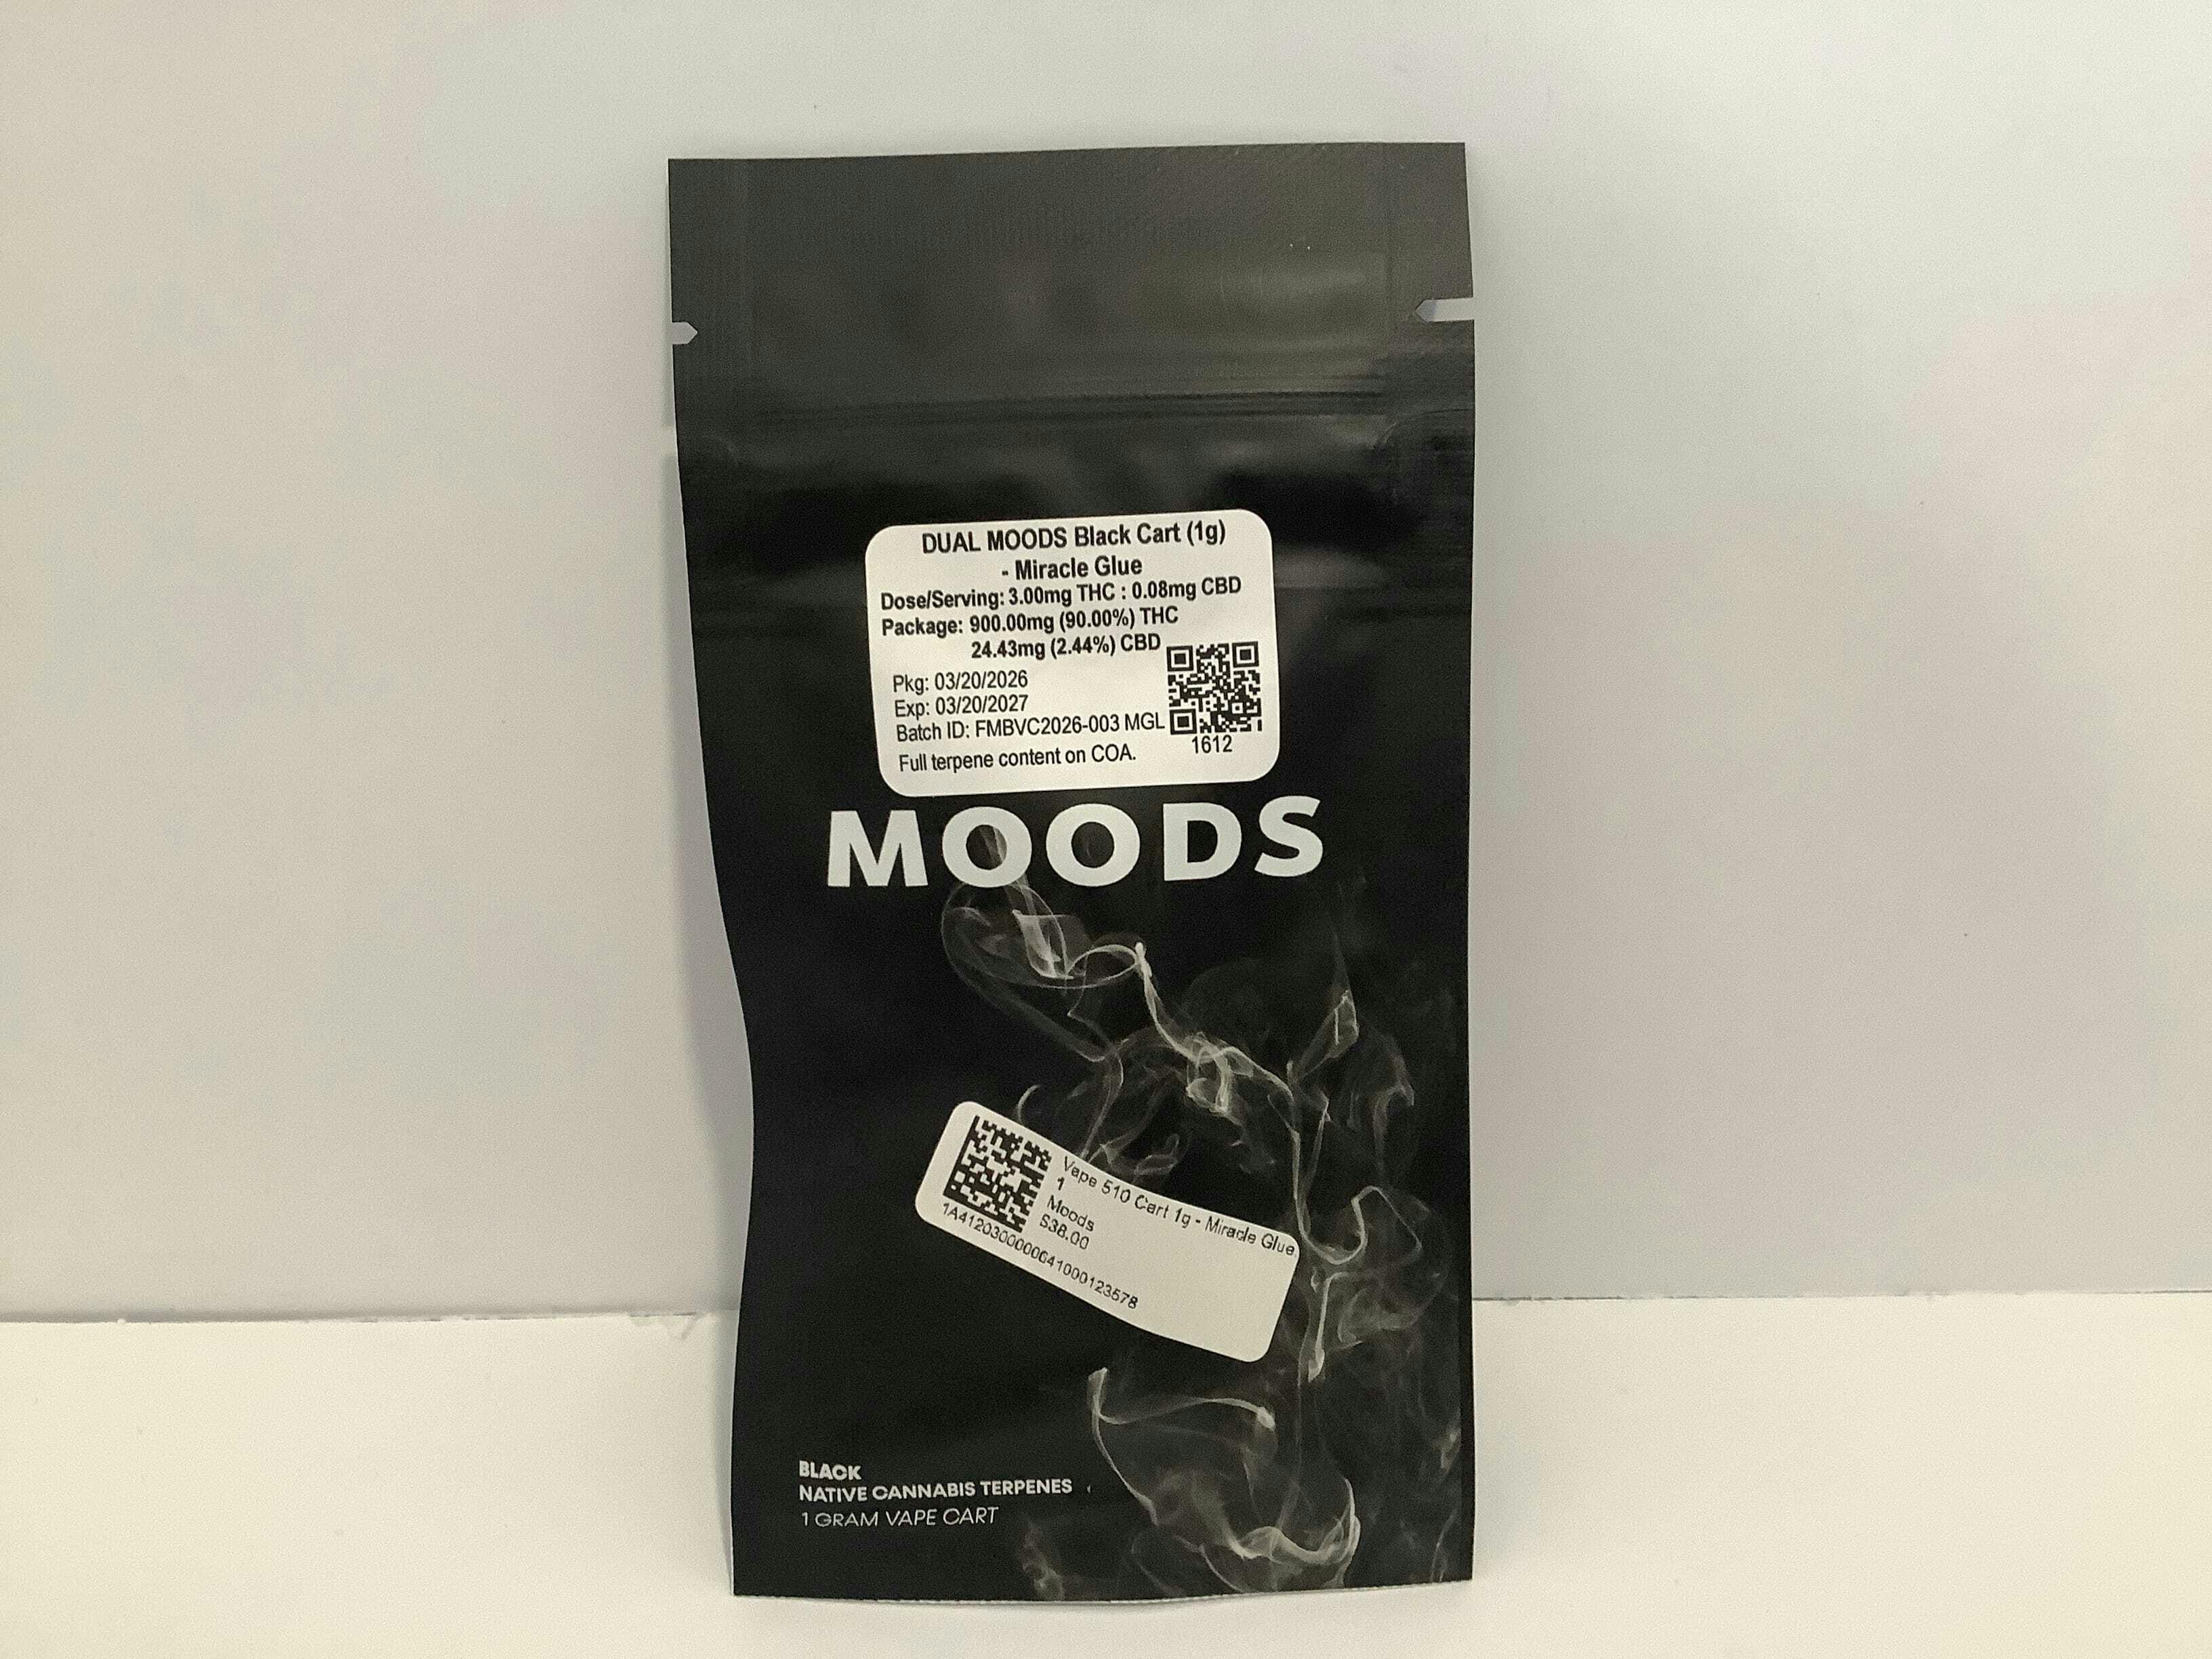 DUAL MOODS Black Cart (1g)
- Miracle Glue
Dose/Serving: 3.00mg THC : 0.08mg CBD
Package: 900.00mg (90.00%) THC
24.43mg (2.44%) CBD
Pkg: 03/20/2026
Exp: 03/20/2027
Batch ID: FMBVC2026-003 MGL
Full terpene content on COA.
1612
MOODS
Vape 510 Cart 1g - Miracle Glue
1
Moods
$38.00
1A4120300000641000123578
BLACK
NATIVE CANNABIS TERPENES
1 GRAM VAPE CART